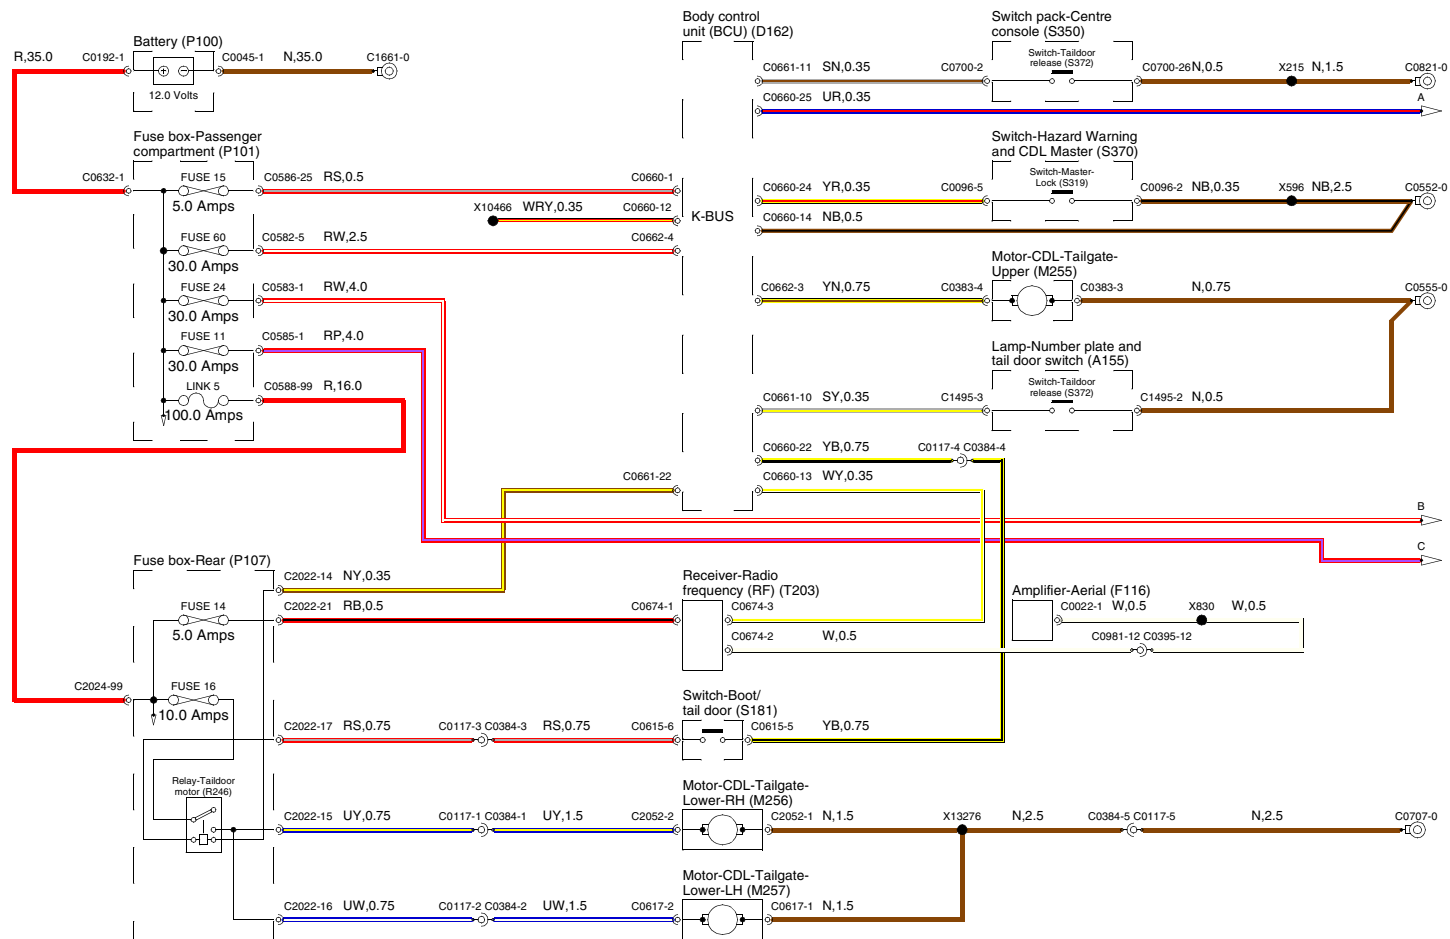 Battery (P100)
R,35.0
C0192-1
C0045-1
N,35.0
C1661-0
12.0 Volts
Fuse box-Passenger
compartment (P101)
C0632-1
FUSE 15
5.0 Amps
C0586-25
RS,0.5
C0660-1
X10466
WRY,0.35
C0660-12
K-BUS
FUSE 60
30.0 Amps
C0582-5
RW,2.5
C0662-4
FUSE 24
30.0 Amps
C0583-1
RW,4.0
FUSE 11
30.0 Amps
C0585-1
RP,4.0
LINK 5
100.0 Amps
C0588-99
R,16.0
Body control
unit (BCU) (D162)
C0661-11
SN,0.35
C0700-2
Switch pack-Centre
console (S350)
Switch-Taildoor
release (S372)
C0700-26
N,0.5
X215
N,1.5
C0821-0
C0660-25
UR,0.35
A
Switch-Hazard Warning
and CDL Master (S370)
Switch-Master-
Lock (S319)
C0660-24
YR,0.35
C0096-5
C0096-2
NB,0.35
X596
NB,2.5
C0552-0
C0660-14
NB,0.5
Motor-CDL-Tailgate-
Upper (M255)
C0662-3
YN,0.75
C0383-4
C0383-3
N,0.75
C0555-0
Lamp-Number plate and
tail door switch (A155)
Switch-Taildoor
release (S372)
C0661-10
SY,0.35
C1495-3
C1495-2
N,0.5
C0660-22
YB,0.75
C0117-4
C0384-4
C0661-22
C0660-13
WY,0.35
B
C
Fuse box-Rear (P107)
C2022-14
NY,0.35
FUSE 14
5.0 Amps
C2022-21
RB,0.5
C0674-1
Receiver-Radio
frequency (RF) (T203)
C0674-3
C0674-2
W,0.5
Amplifier-Aerial (F116)
C0022-1
W,0.5
X830
W,0.5
C0981-12
C0395-12
C2024-99
FUSE 16
10.0 Amps
C2022-17
RS,0.75
C0117-3
C0384-3
RS,0.75
C0615-6
Switch-Boot/
tail door (S181)
C0615-5
YB,0.75
Relay-Taildoor
motor (R246)
C2022-15
UY,0.75
C0117-1
C0384-1
UY,1.5
C2052-2
Motor-CDL-Tailgate-
Lower-RH (M256)
C2052-1
N,1.5
X13276
N,2.5
C0384-5
C0117-5
N,2.5
C0707-0
C2022-16
UW,0.75
C0117-2
C0384-2
UW,1.5
C0617-2
Motor-CDL-Tailgate-
Lower-LH (M257)
C0617-1
N,1.5